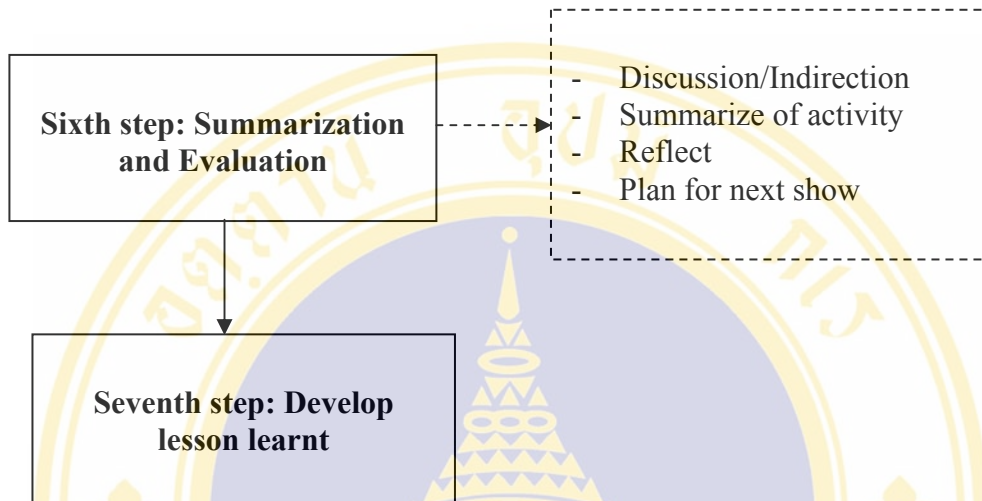 Sixth step: Summarization
and Evaluation
- Discussion/Indirection
- Summarize of activity
- Reflect
- Plan for next show
Seventh step: Develop
lesson learnt